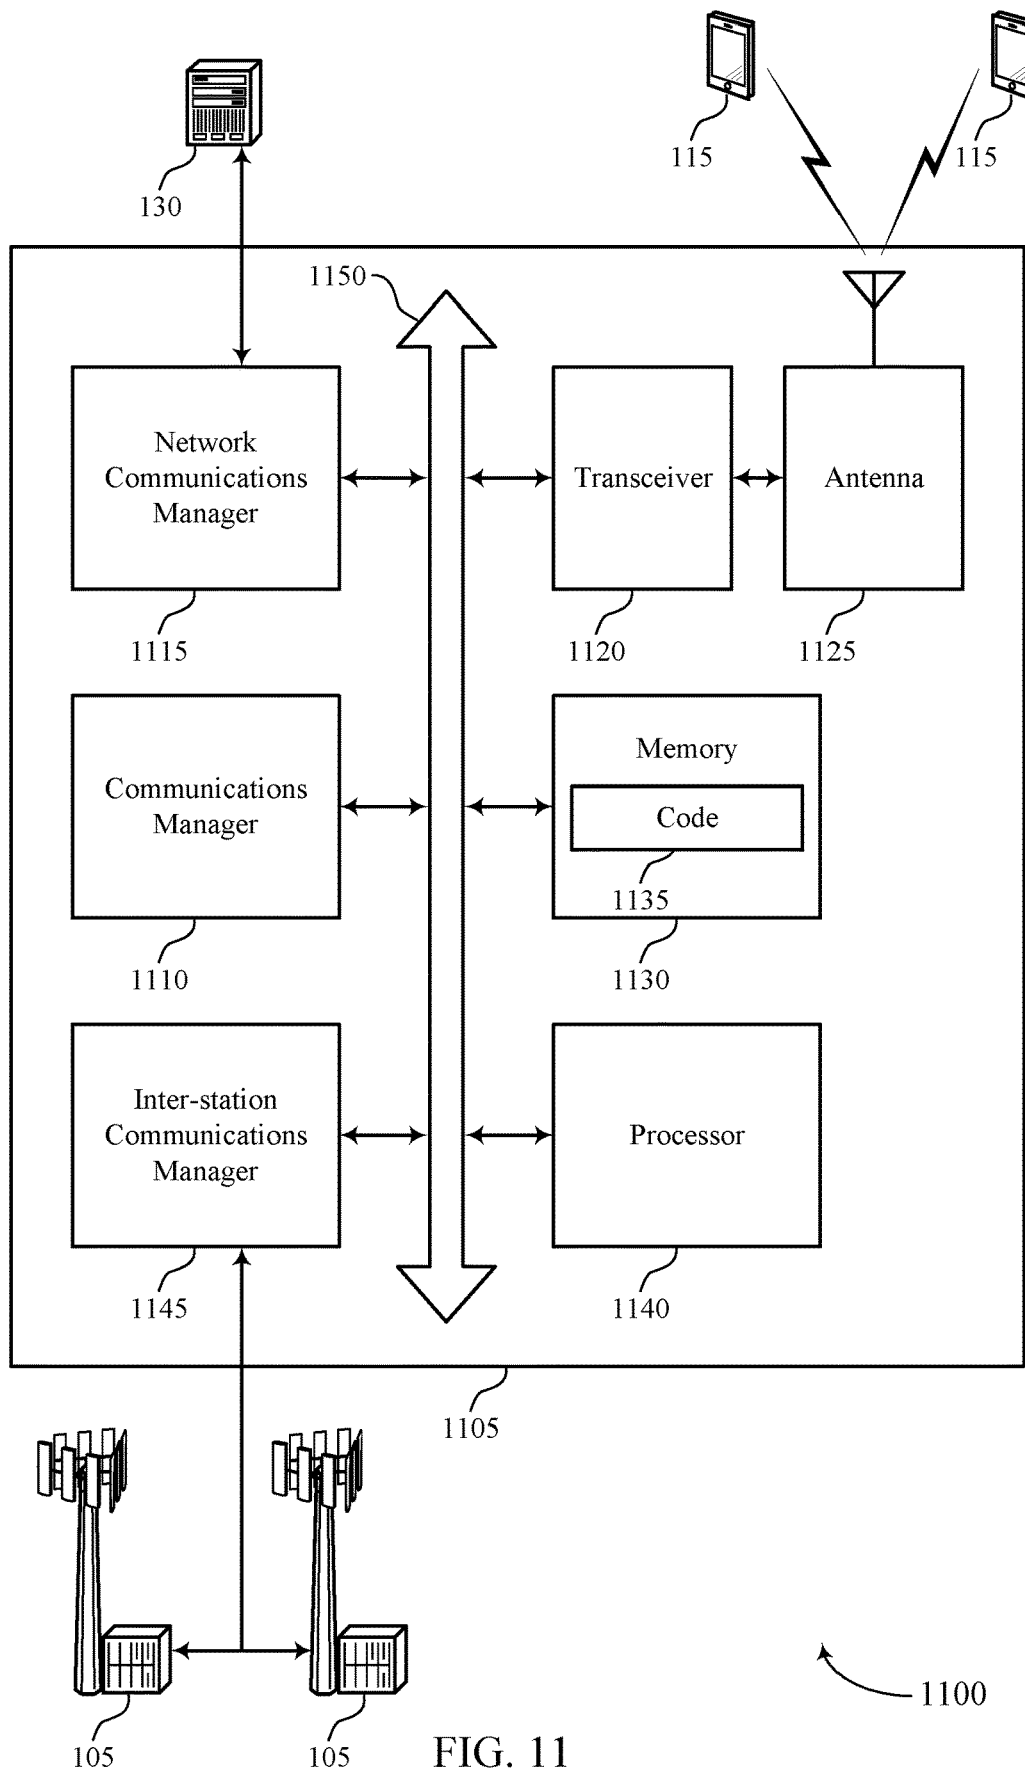 115
115
130
1150
Network
Communications
Manager
Transceiver
Antenna
1115
1120
1125
Communications
Manager
Memory
Code
1135
1110
1130
Inter-station
Communications
Manager
Processor
1145
1140
1105
1100
105
105
FIG. 11